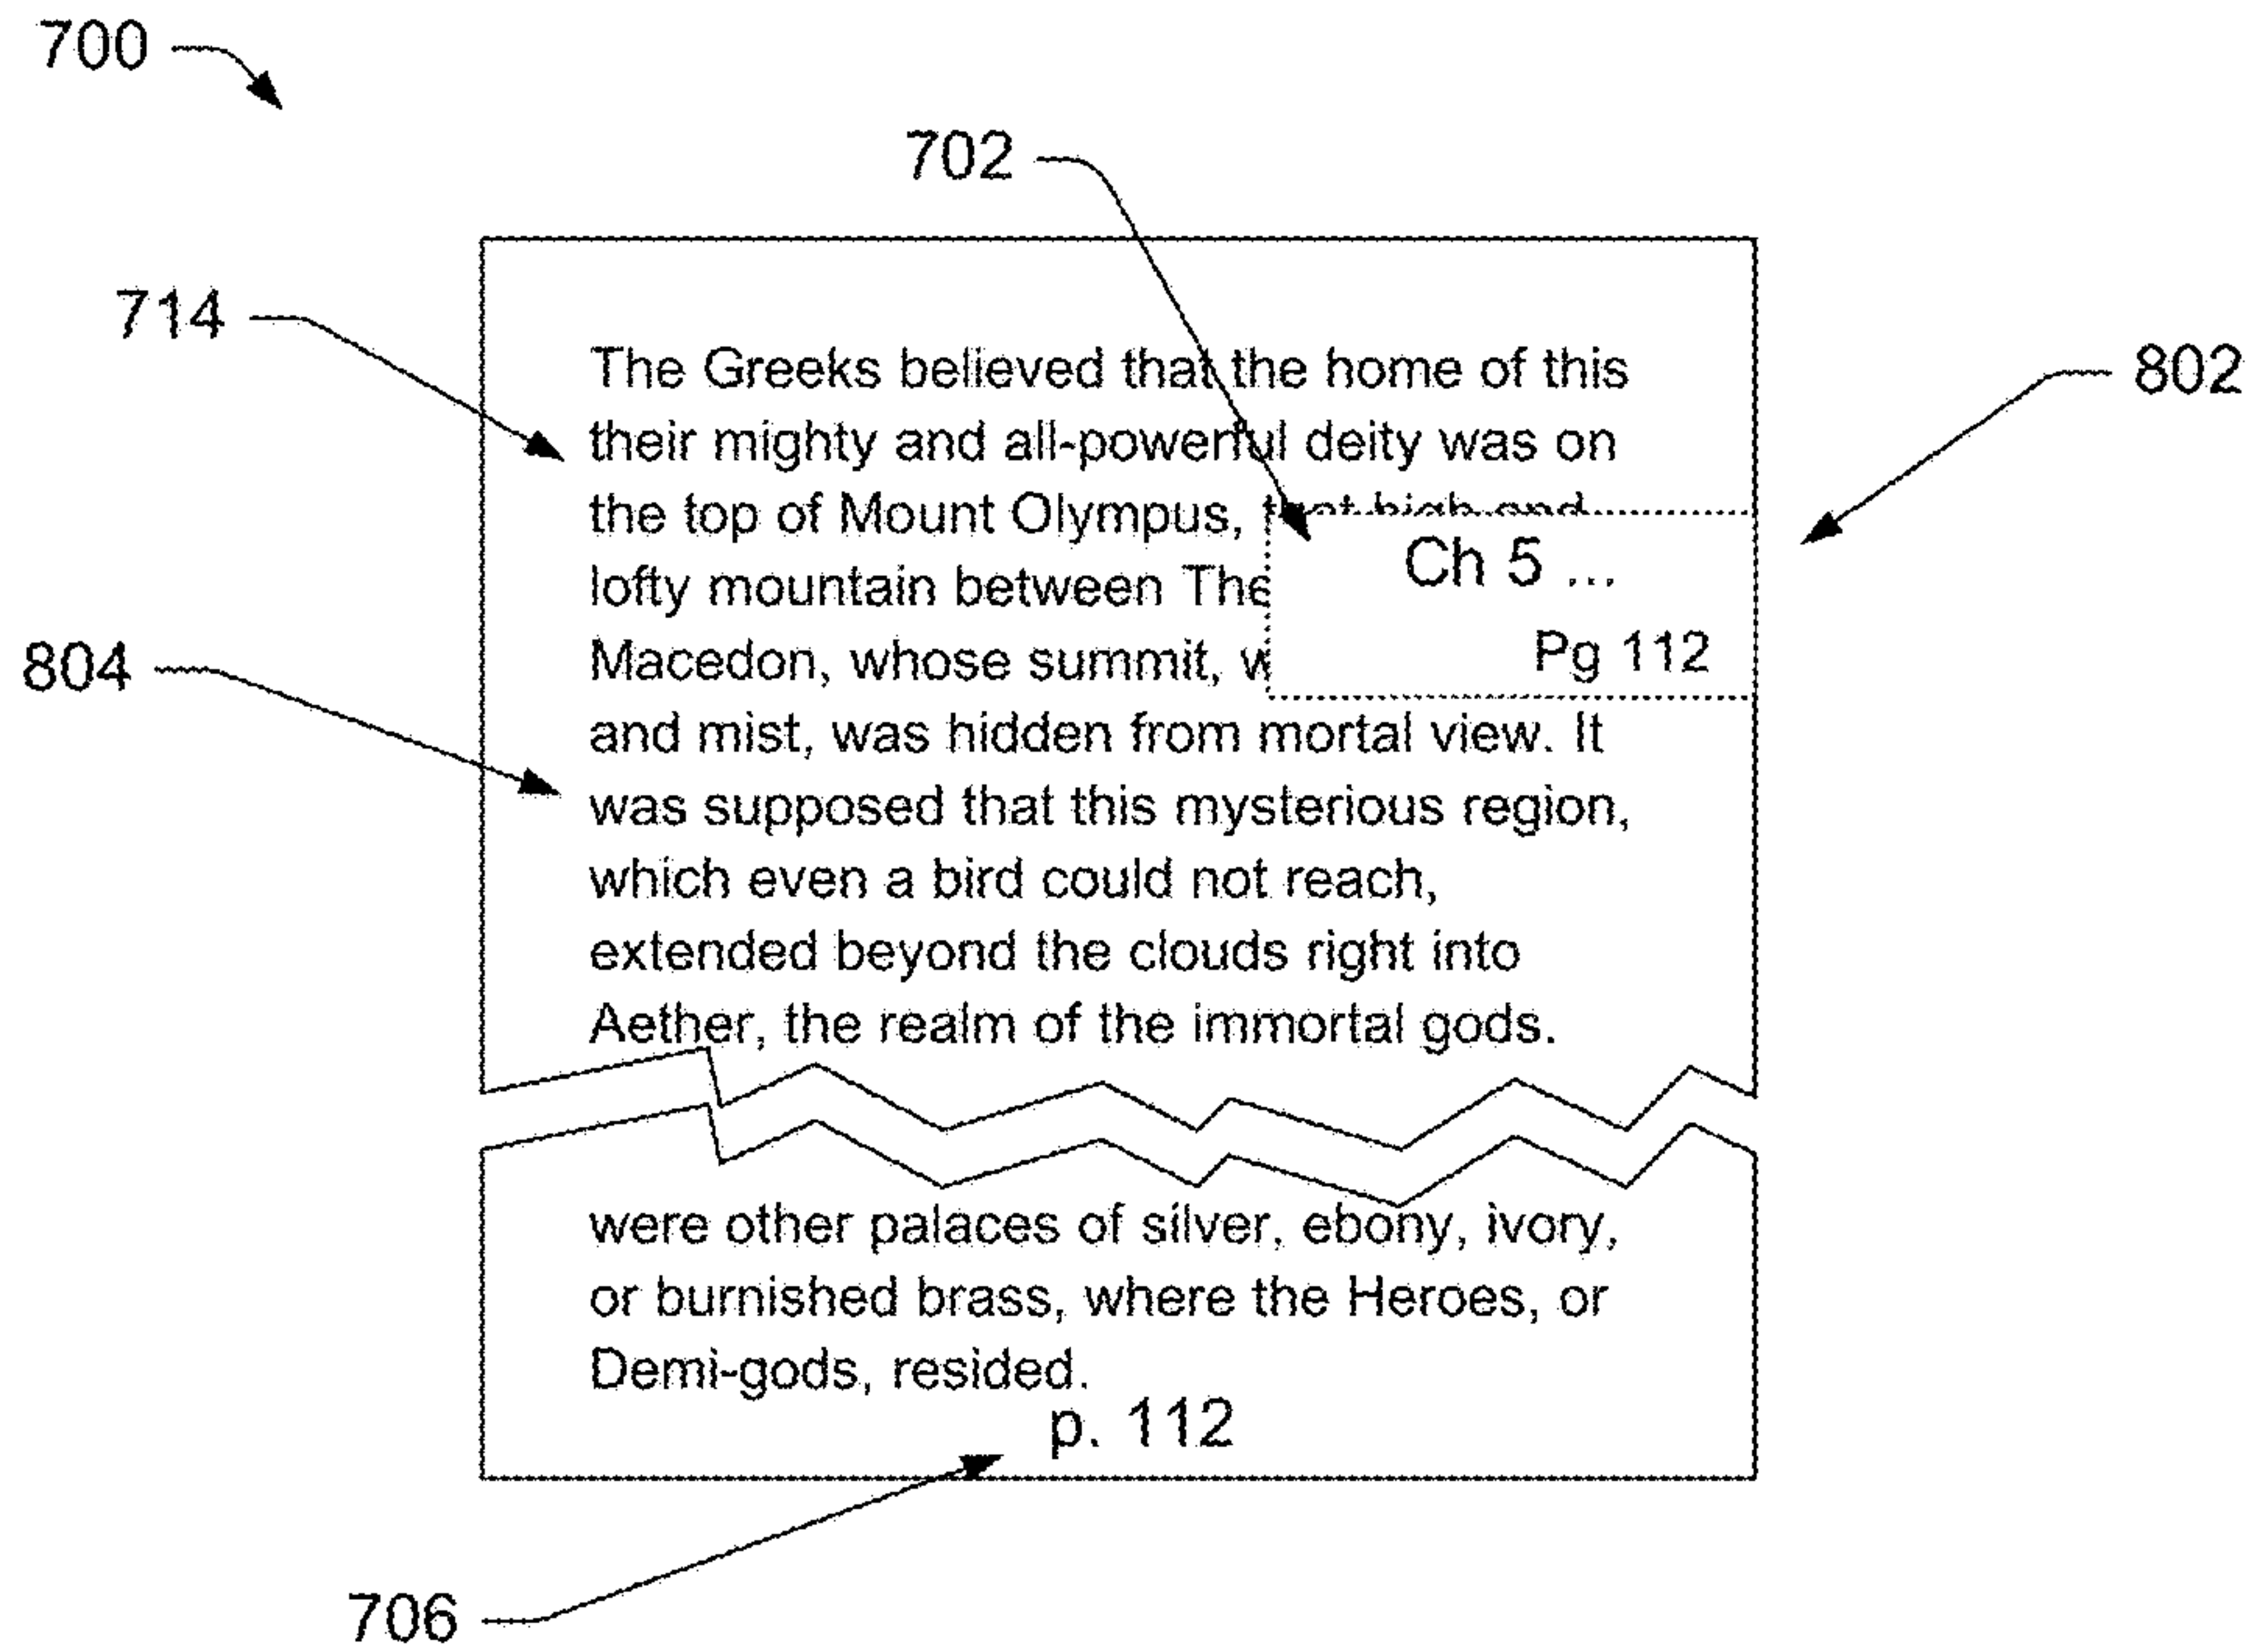 700
702
714
802
The Greeks believed that the home of this
their mighty and all-powerful deity was on
the top of Mount Olympus, that high and
lofty mountain between The
Ch 5 ...
Macedon, whose summit, w
Pg 112
804
and mist, was hidden from mortal view. It
was supposed that this mysterious region,
which even a bird could not reach,
extended beyond the clouds right into
Aether, the realm of the immortal gods.
were other palaces of silver, ebony, ivory,
or burnished brass, where the Heroes, or
Demi-gods, resided.
p. 112
706